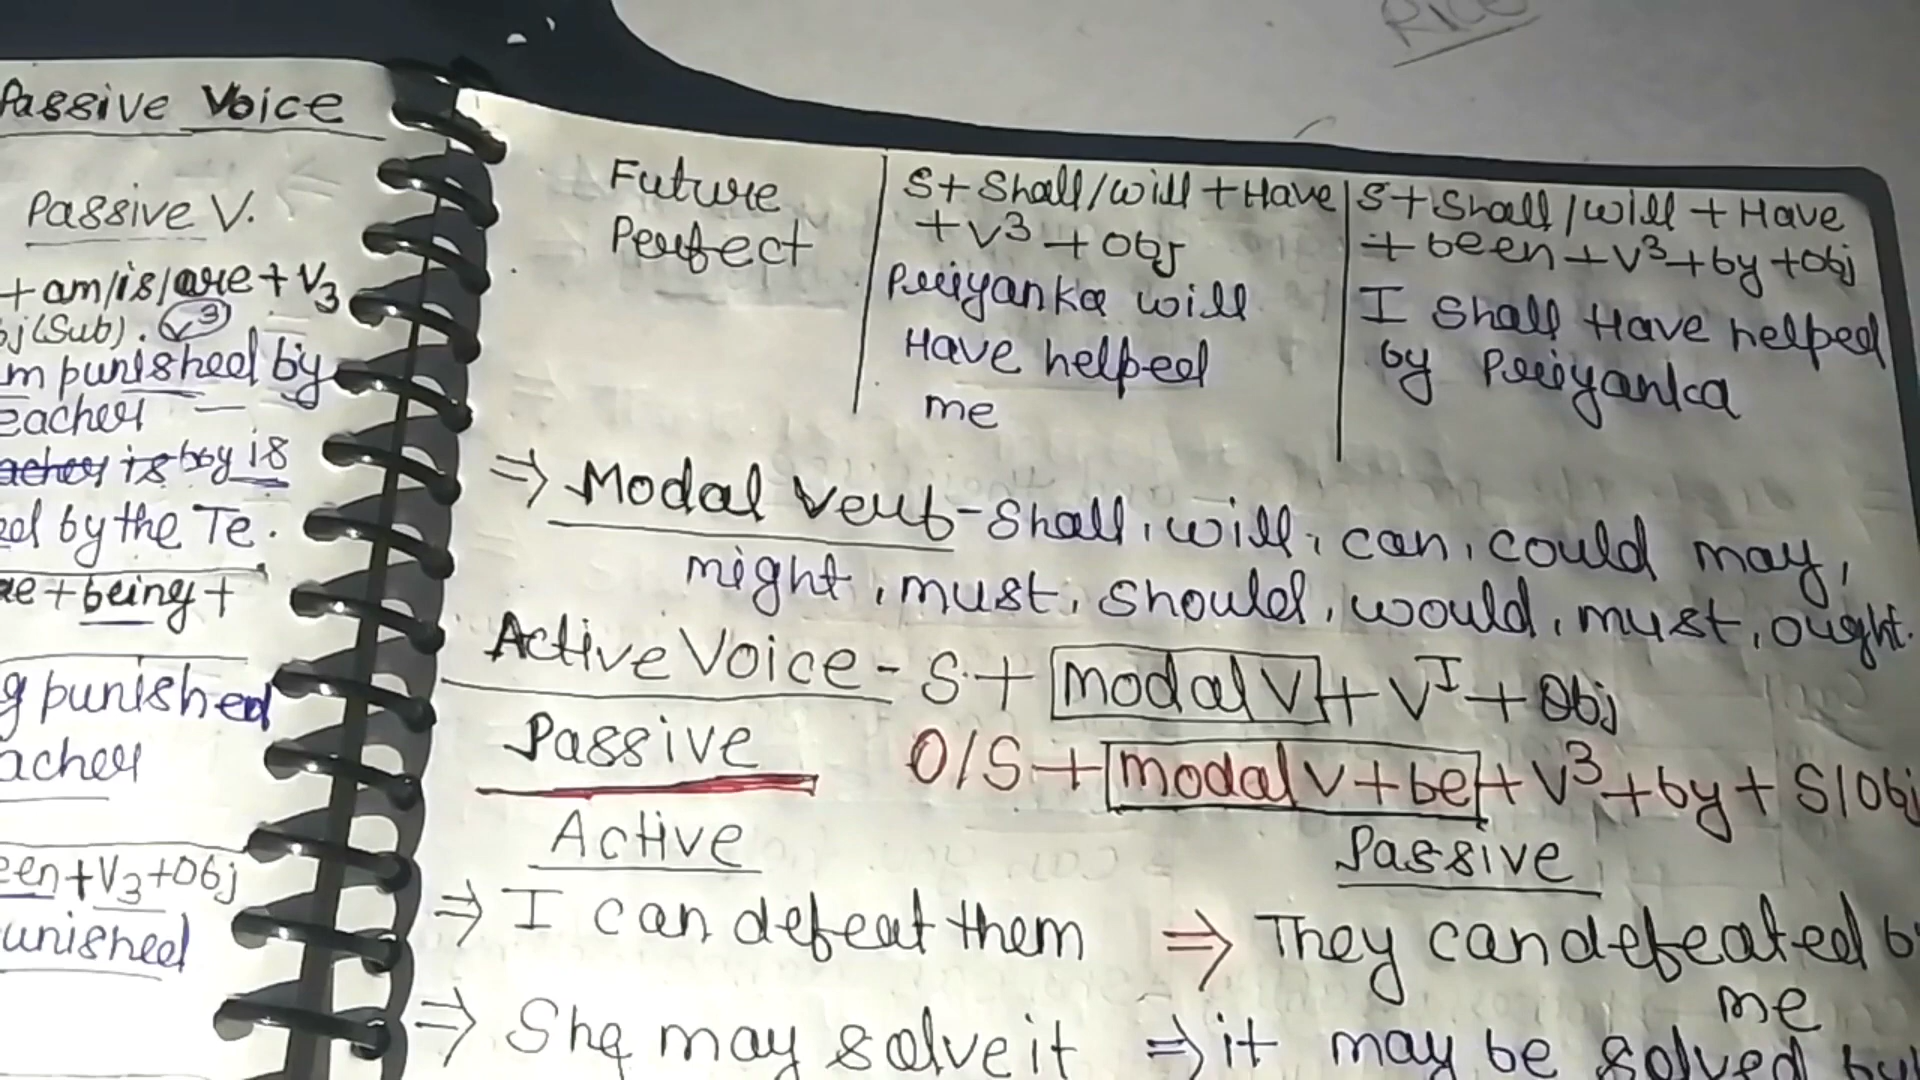 Rice
Passive Voice
Passive V.
+ am/is/are + V3
bj (Sub). V3
m punished by
eacher
acher is boy is
ed by the Te.
re + being +
g punished
acher
een + V3 + Obj
unished
Future
Perfect
S + Shall/will + Have
+ V3 + Obj
Priyanka will
Have helped
me
S + Shall/will + Have
+ been + V3 + by + Obj
I Shall Have helped
by Priyanka
⇒ Modal Verb - Shall, will, can, could may,
might, must, should, would, must, ought.
Active Voice - S + modal V + V I + Obj
Passive O/S + modal V + be + V3 + by + S/Obj
Active
Passive
⇒ I can defeat them ⇒ They can defeated b
me
⇒ She may solve it ⇒ it may be solved by